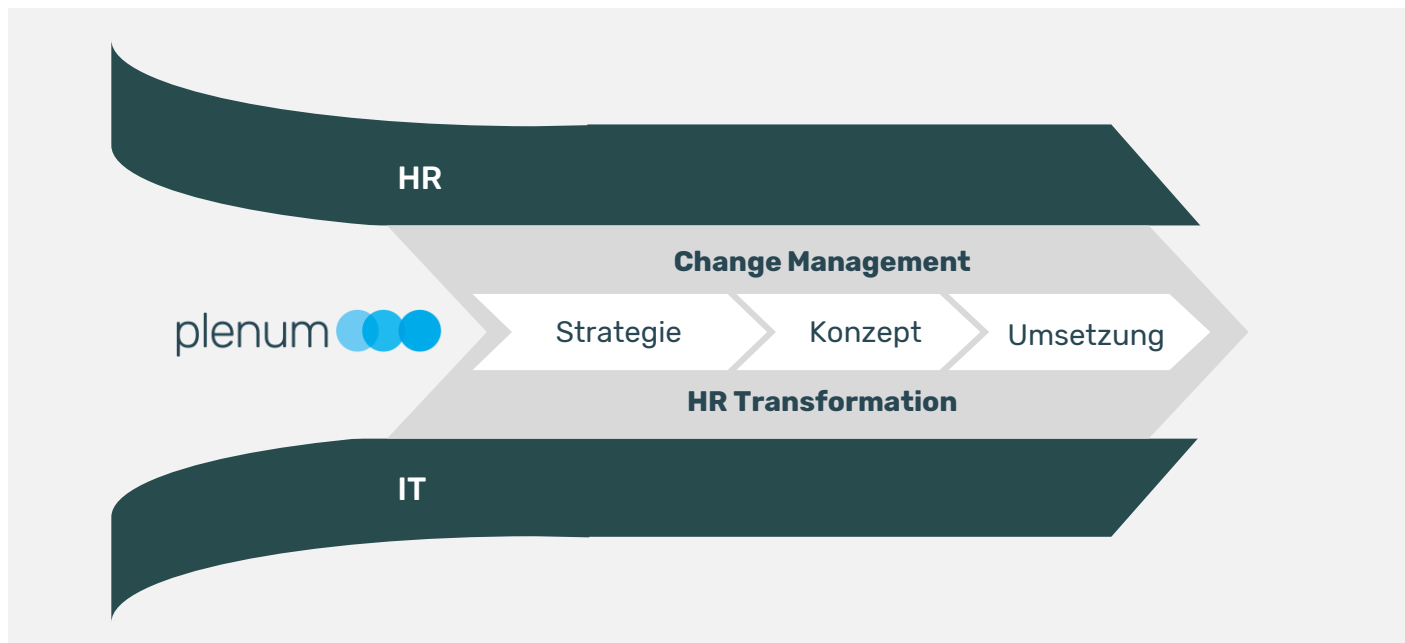 HR
Change Management
plenum
Strategie
Konzept
Umsetzung
HR Transformation
IT